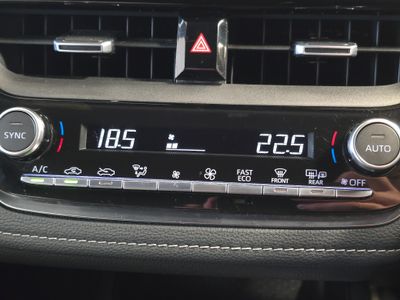 18.5 22.5
SYNC AUTO
A/C FAST ECO FRONT REAR OFF